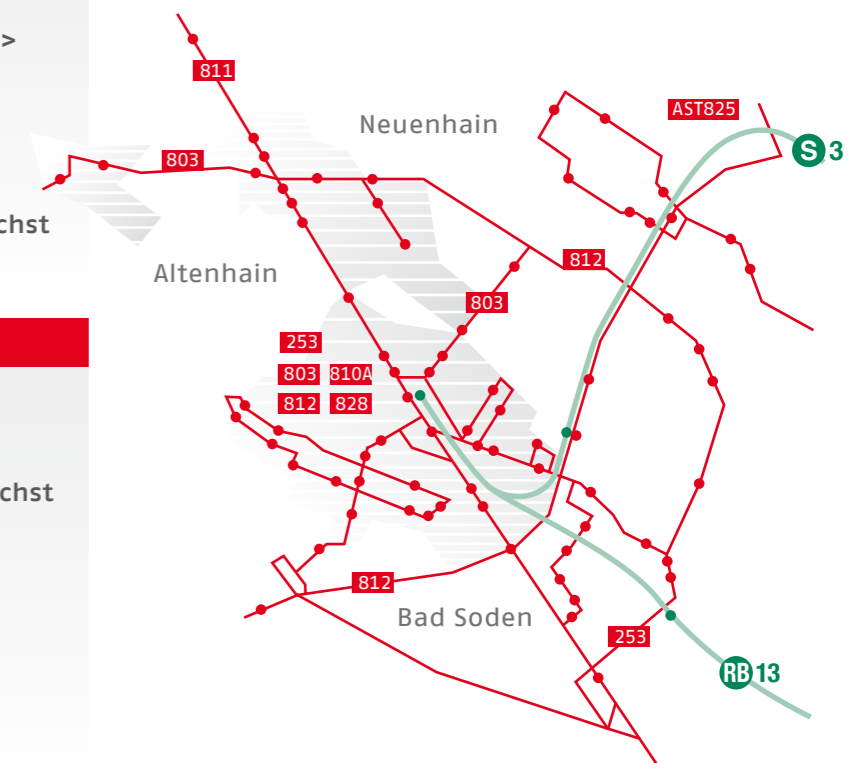 >
chst
chst
811
Neuenhain
AST825
S 3
803
812
Altenhain
803
253
803 810A
812 828
812
Bad Soden
253
RB 13